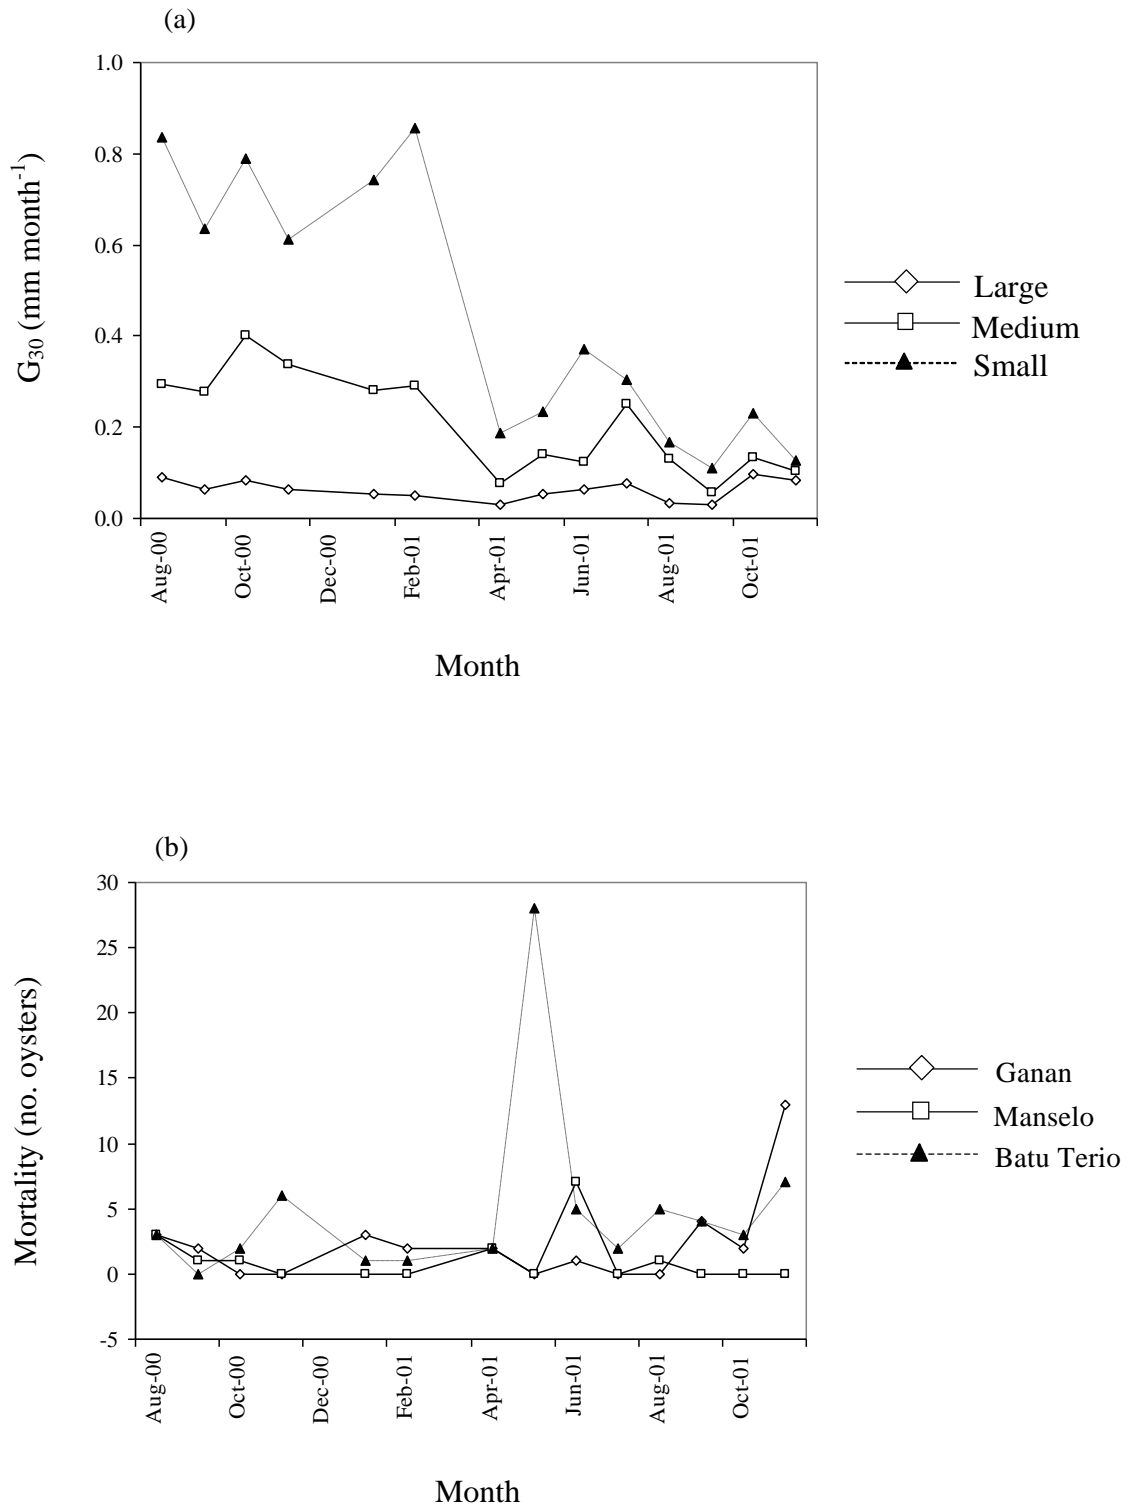 (a)
1.0
0.8
0.6
0.4
0.2
0.0
G30 (mm month-1)
Aug-00
Oct-00
Dec-00
Feb-01
Apr-01
Jun-01
Aug-01
Oct-01
Month
Large
Medium
Small
(b)
30
25
20
15
10
5
0
-5
Mortality (no. oysters)
Aug-00
Oct-00
Dec-00
Feb-01
Apr-01
Jun-01
Aug-01
Oct-01
Month
Ganan
Manselo
Batu Terio